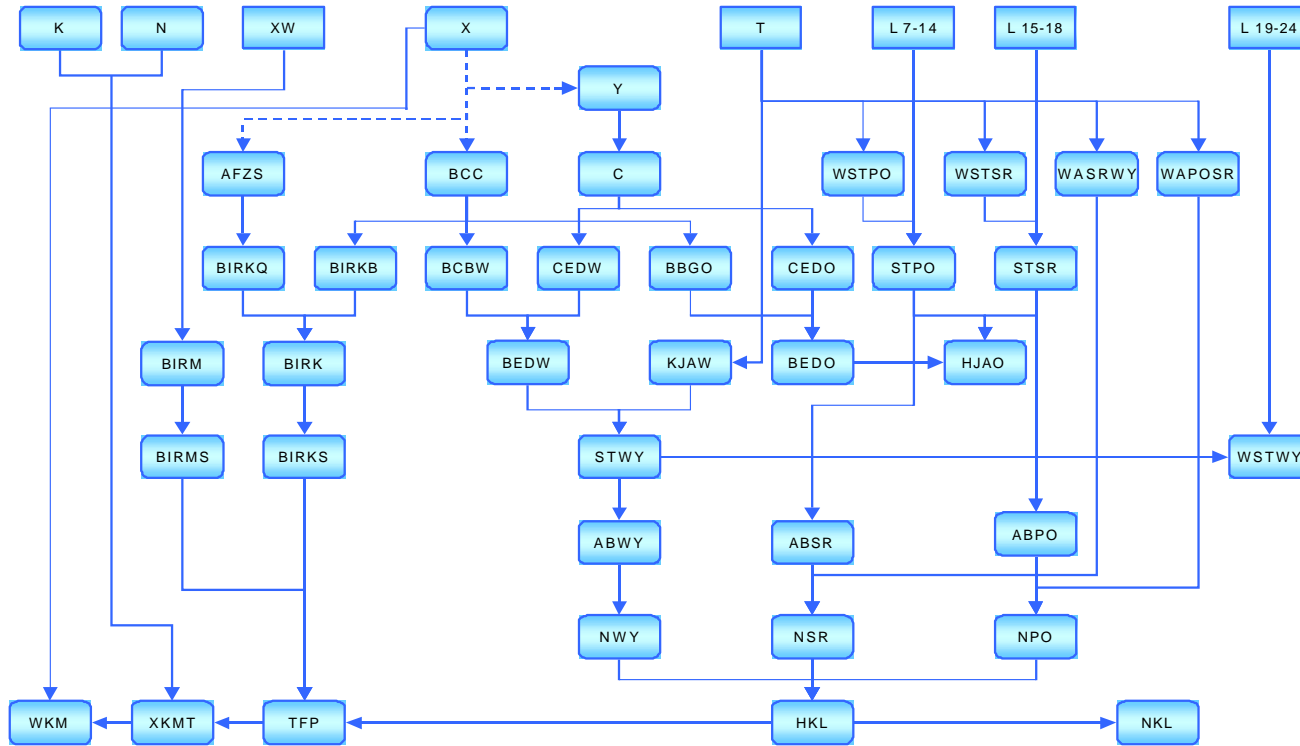 K
N
XW
X
T
L 7-14
L 15-18
L 19-24
Y
AFZS
BCC
C
WSTPO
WSTSR
WASRWY
WAPOSR
BIRKQ
BIRKB
BCBW
CEDW
BBGO
CEDO
STPO
STSR
BIRM
BIRK
BEDW
KJAW
BEDO
HJAO
BIRMS
BIRKS
STWY
WSTWY
ABWY
ABSR
ABPO
NWY
NSR
NPO
WKM
XKMT
TFP
HKL
NKL